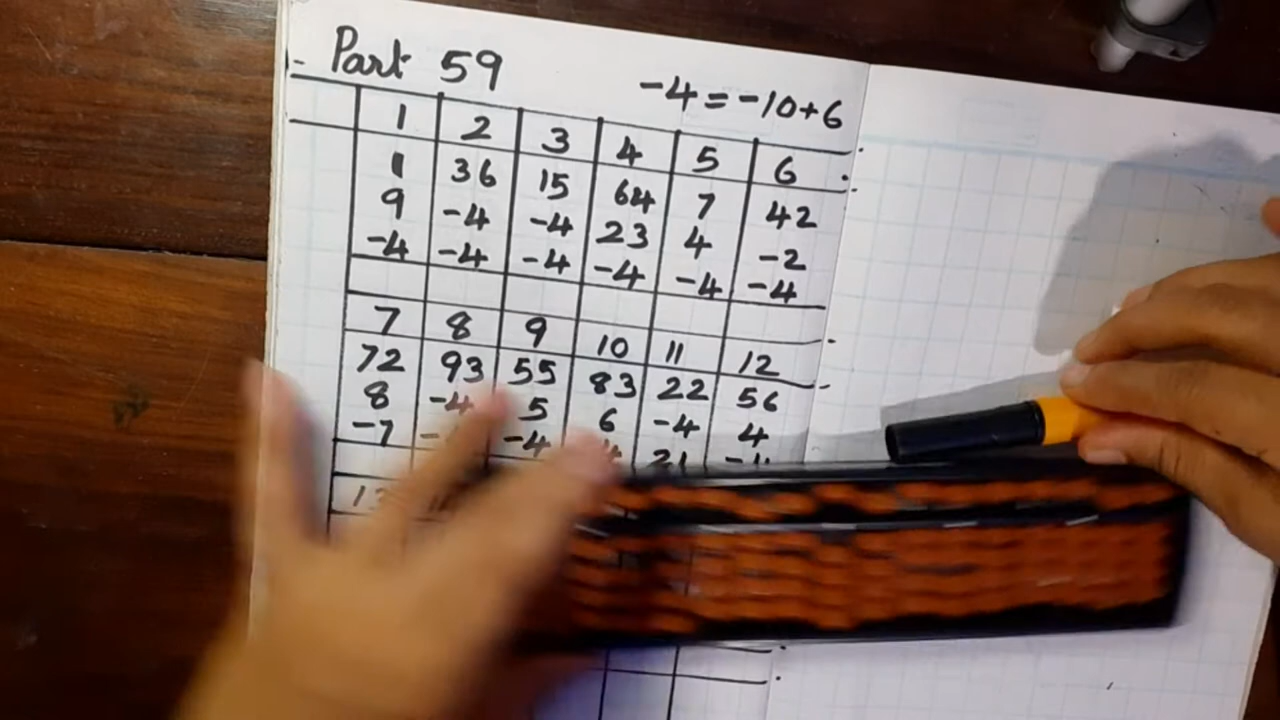 Part 59
-4=-10+6
1 2 3 4 5 6
1 36 15 64 7 42
9 -4 -4 23 4 -2
-4 -4 -4 -4 -4 -4
7 8 9 10 11 12
72 93 55 83 22 56
8 -4 5 6 -4 4
-7 -4 21